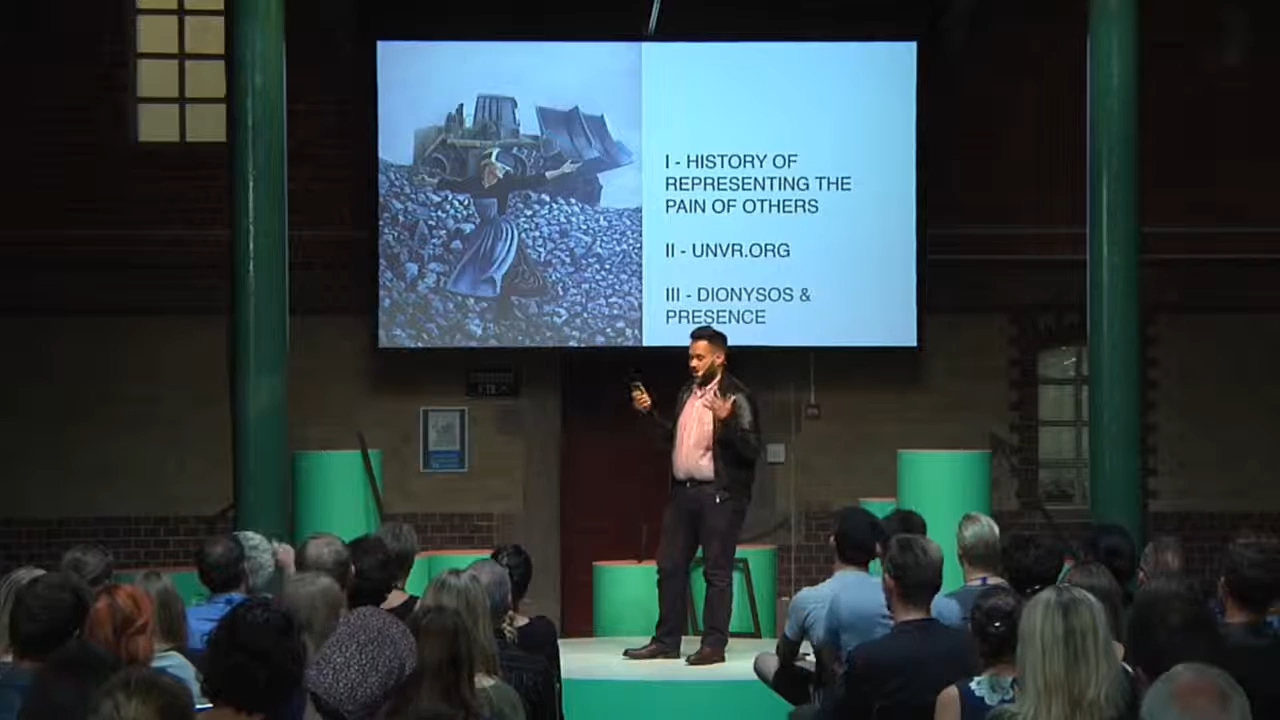 I - HISTORY OF
REPRESENTING THE
PAIN OF OTHERS
II - UNVR.ORG
III - DIONYSOS &
PRESENCE